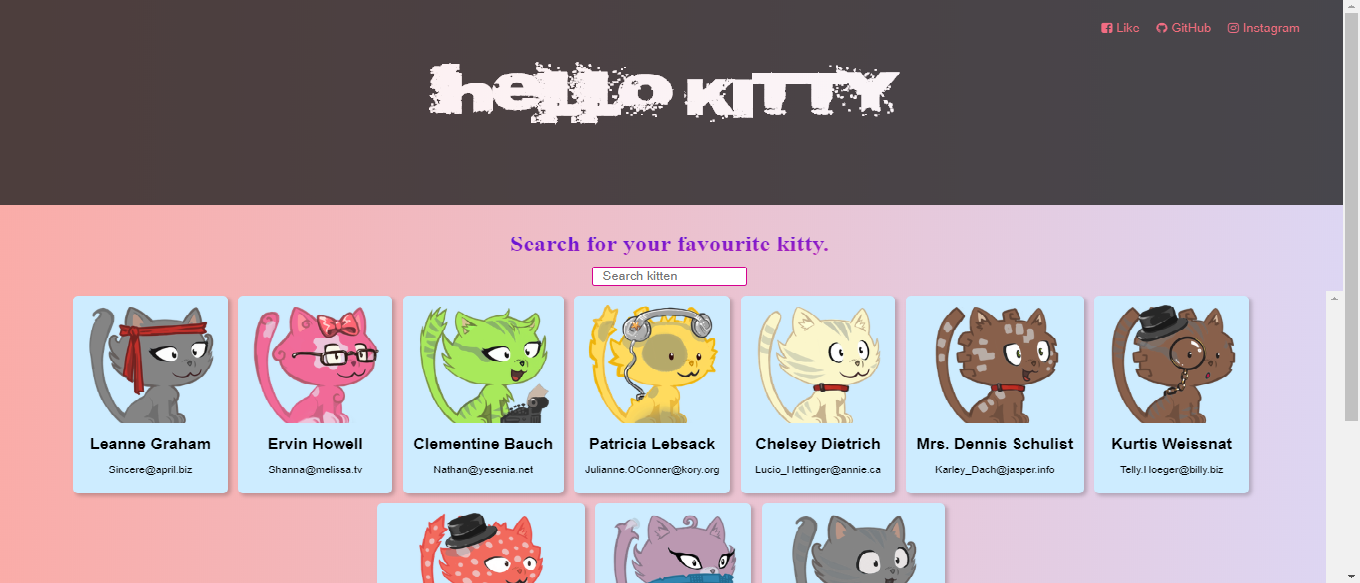 Like GitHub Instagram
HELLO KITTY
Search for your favourite kitty.
Search kitten
Leanne Graham
Sincere@april.biz
Ervin Howell
Shanna@melissa.tv
Clementine Bauch
Nathan@yesenia.net
Patricia Lebsack
Julianne.OConner@kory.org
Chelsey Dietrich
Lucio_Hettinger@annie.ca
Mrs. Dennis Schulist
Karley_Dach@jasper.info
Kurtis Weissnat
Telly.Hoeger@billy.biz